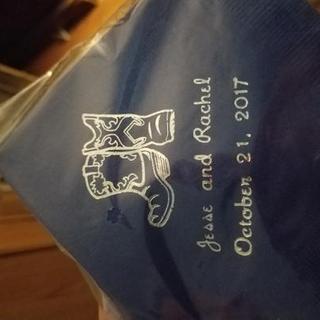 Jesse and Rachel
October 21, 2017